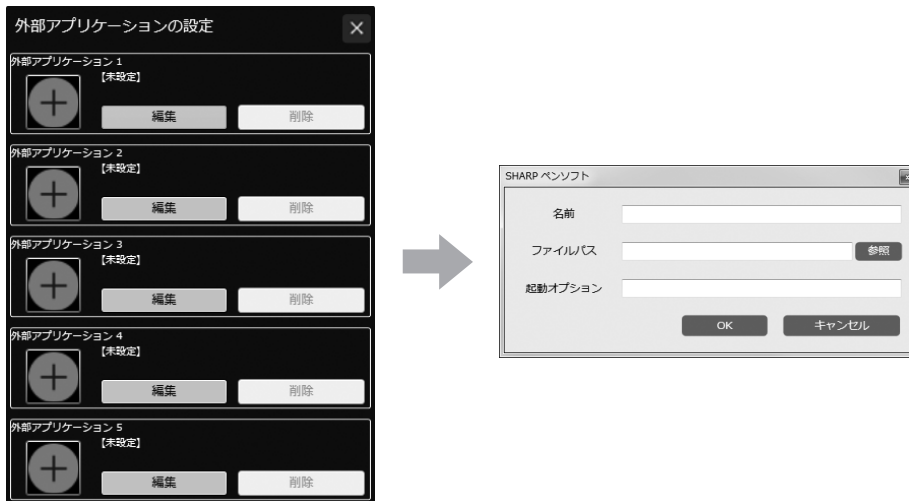 外部アプリケーションの設定
外部アプリケーション 1
【未設定】
編集 削除
外部アプリケーション 2
【未設定】
編集 削除
外部アプリケーション 3
【未設定】
編集 削除
外部アプリケーション 4
【未設定】
編集 削除
外部アプリケーション 5
【未設定】
編集 削除
SHARP ペンソフト
名前
ファイルパス 参照
起動オプション
OK キャンセル